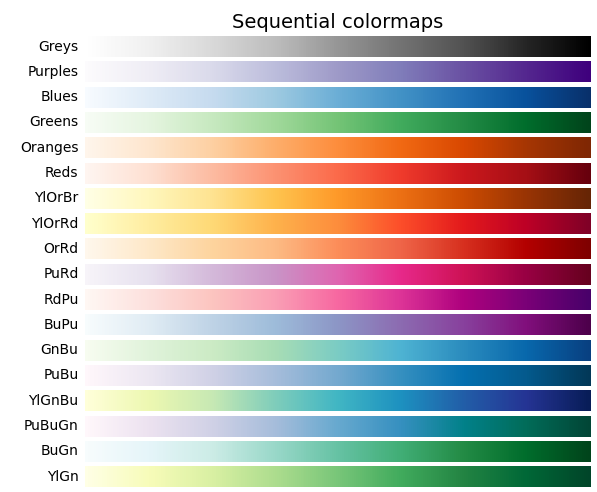 Sequential colormaps
Greys
Purples
Blues
Greens
Oranges
Reds
YlOrBr
YlOrRd
OrRd
PuRd
RdPu
BuPu
GnBu
PuBu
YlGnBu
PuBuGn
BuGn
YlGn